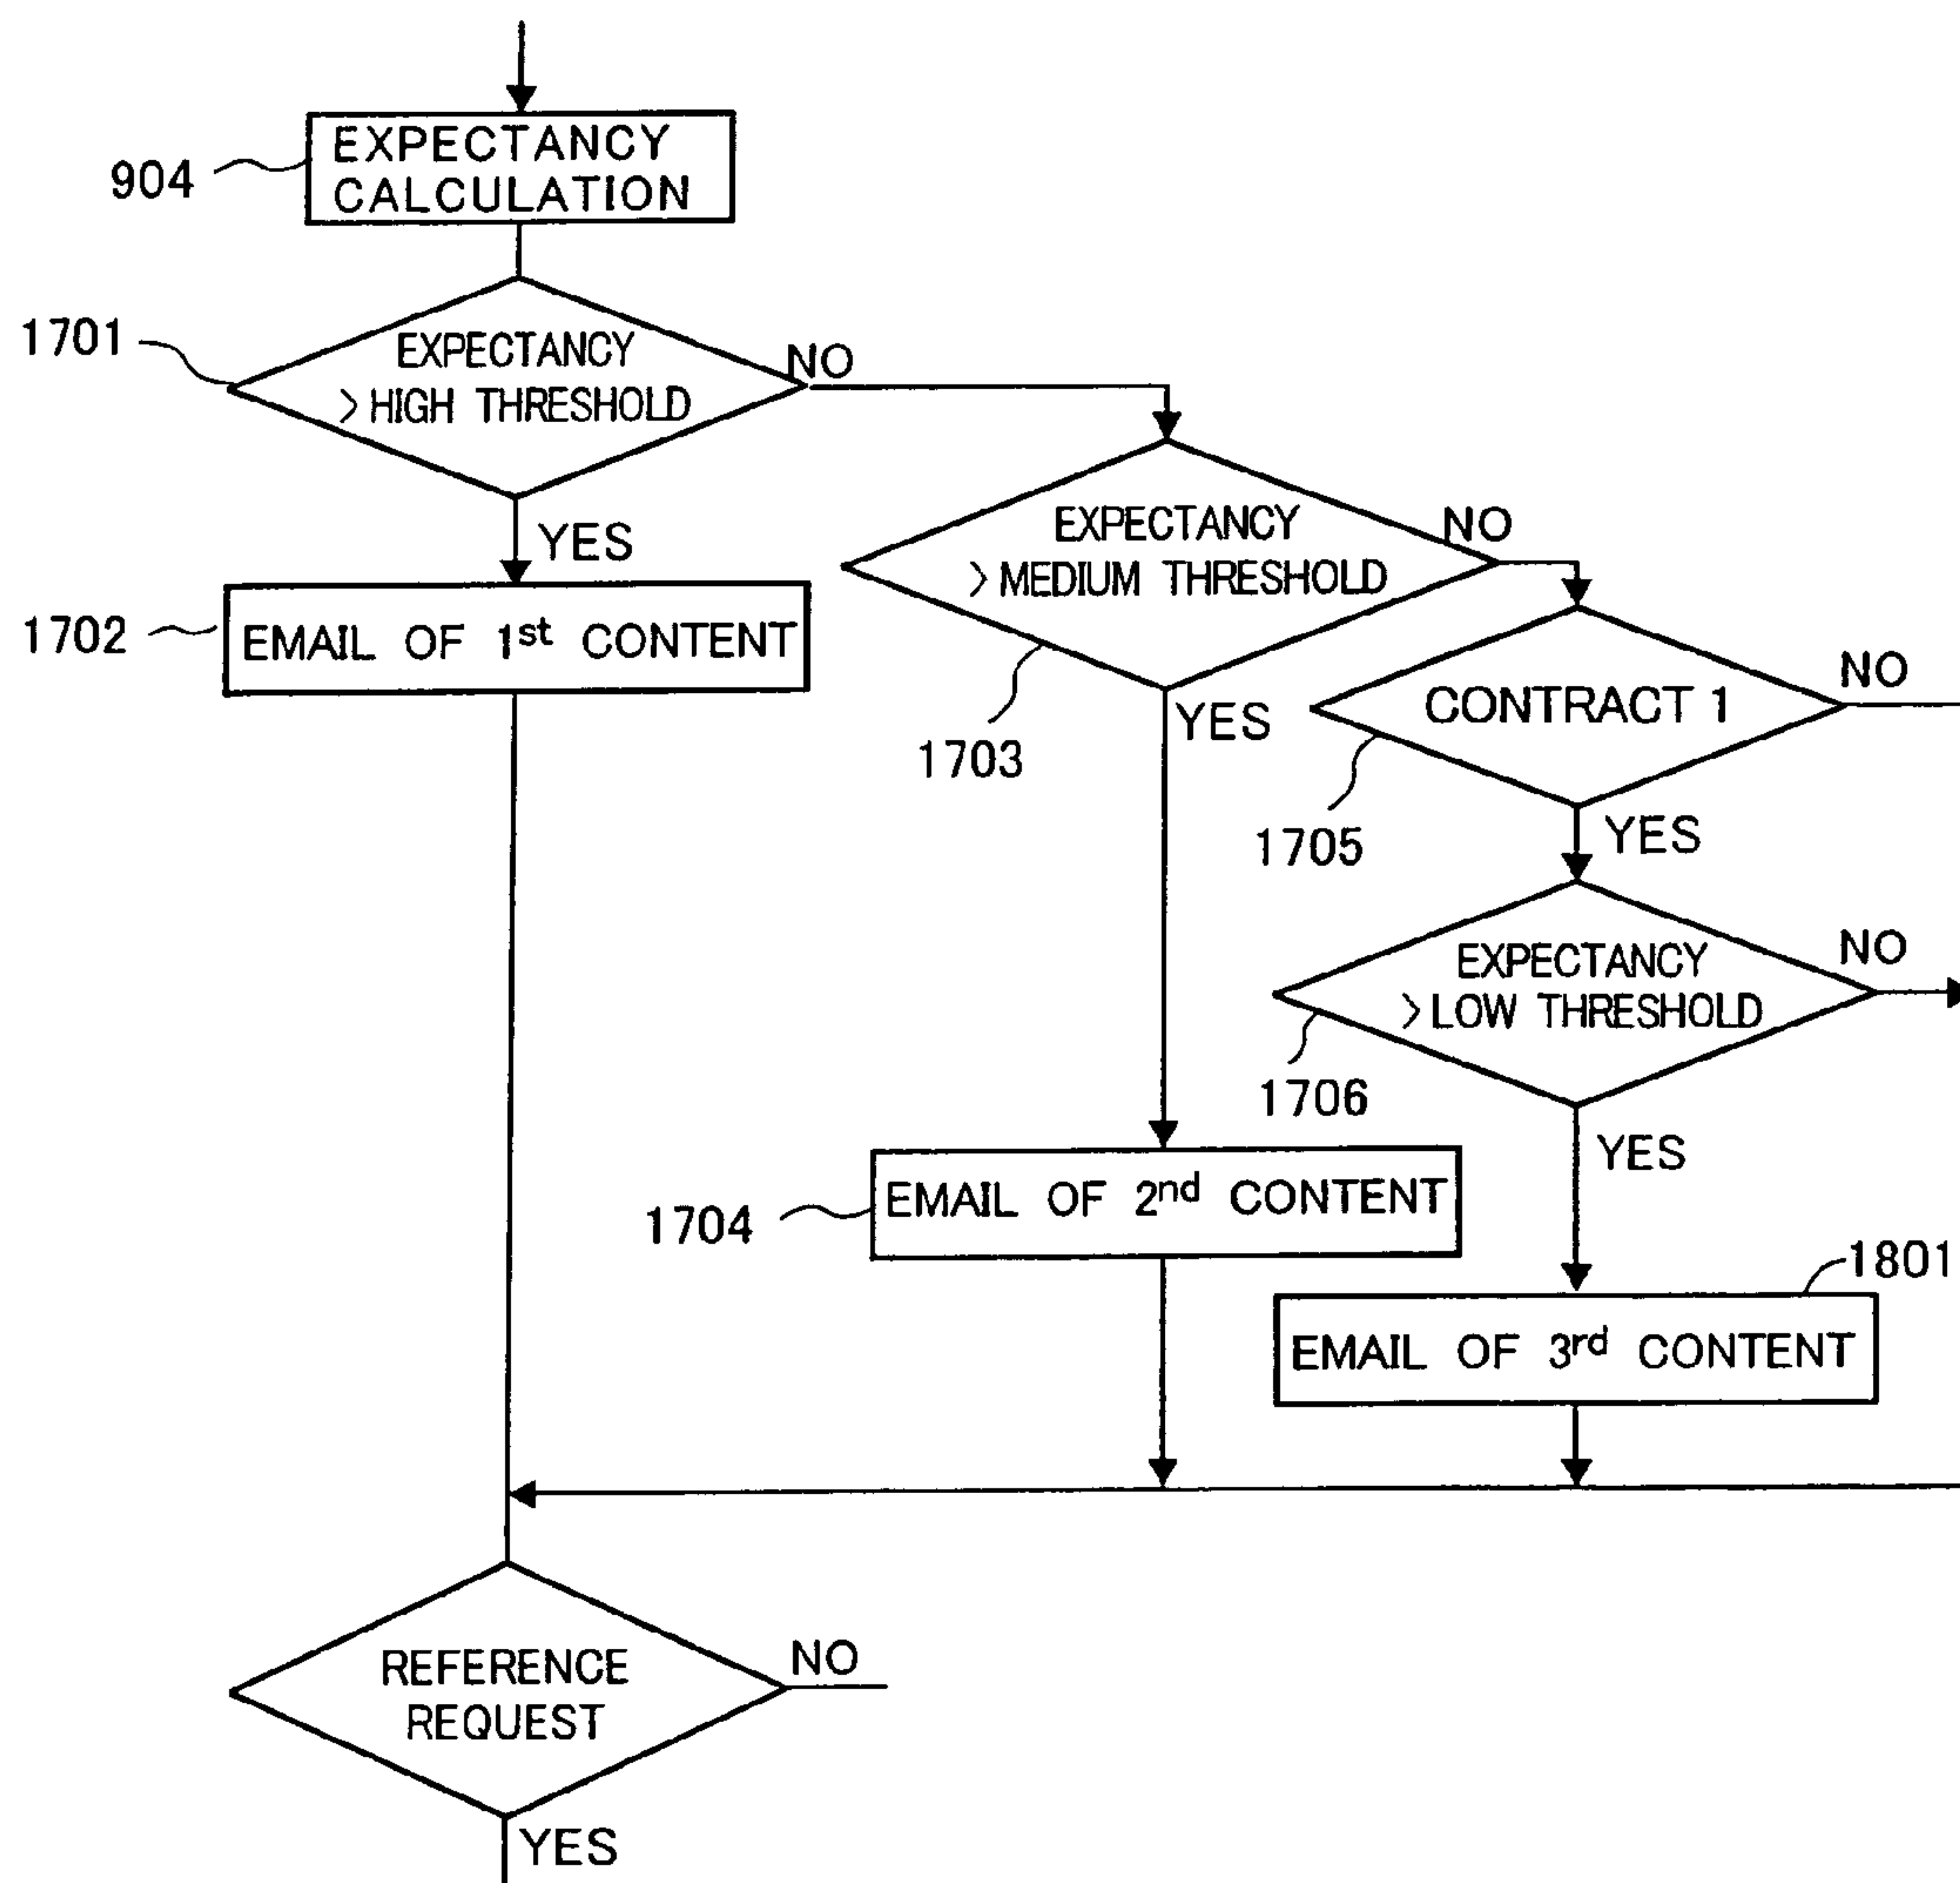 904
EXPECTANCY
CALCULATION
1701
EXPECTANCY
>HIGH THRESHOLD
NO
YES
1702
EMAIL OF 1st CONTENT
EXPECTANCY
>MEDIUM THRESHOLD
NO
1703
YES
CONTRACT 1
NO
1705
YES
EXPECTANCY
>LOW THRESHOLD
NO
1706
YES
1704
EMAIL OF 2nd CONTENT
1801
EMAIL OF 3rd CONTENT
REFERENCE
REQUEST
NO
YES